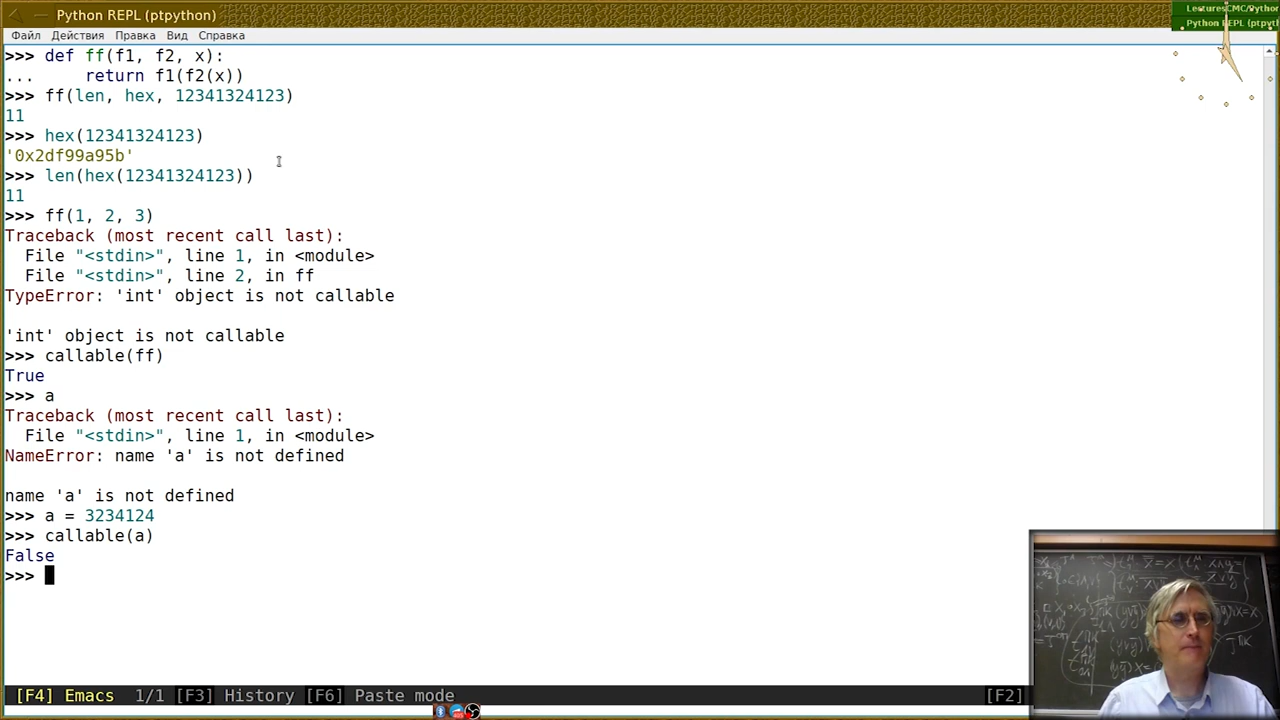 Python REPL (ptpython)
LecturesCMC/Python
Python REPL (ptpyth
Файл Действия Правка Вид Справка
>>> def ff(f1, f2, x):
... return f1(f2(x))
>>> ff(len, hex, 12341324123)
11
>>> hex(12341324123)
'0x2df99a95b'
>>> len(hex(12341324123))
11
>>> ff(1, 2, 3)
Traceback (most recent call last):
File "<stdin>", line 1, in <module>
File "<stdin>", line 2, in ff
TypeError: 'int' object is not callable
'int' object is not callable
>>> callable(ff)
True
>>> a
Traceback (most recent call last):
File "<stdin>", line 1, in <module>
NameError: name 'a' is not defined
name 'a' is not defined
>>> a = 3234124
>>> callable(a)
False
>>>
[F4] Emacs 1/1 [F3] History [F6] Paste mode [F2]